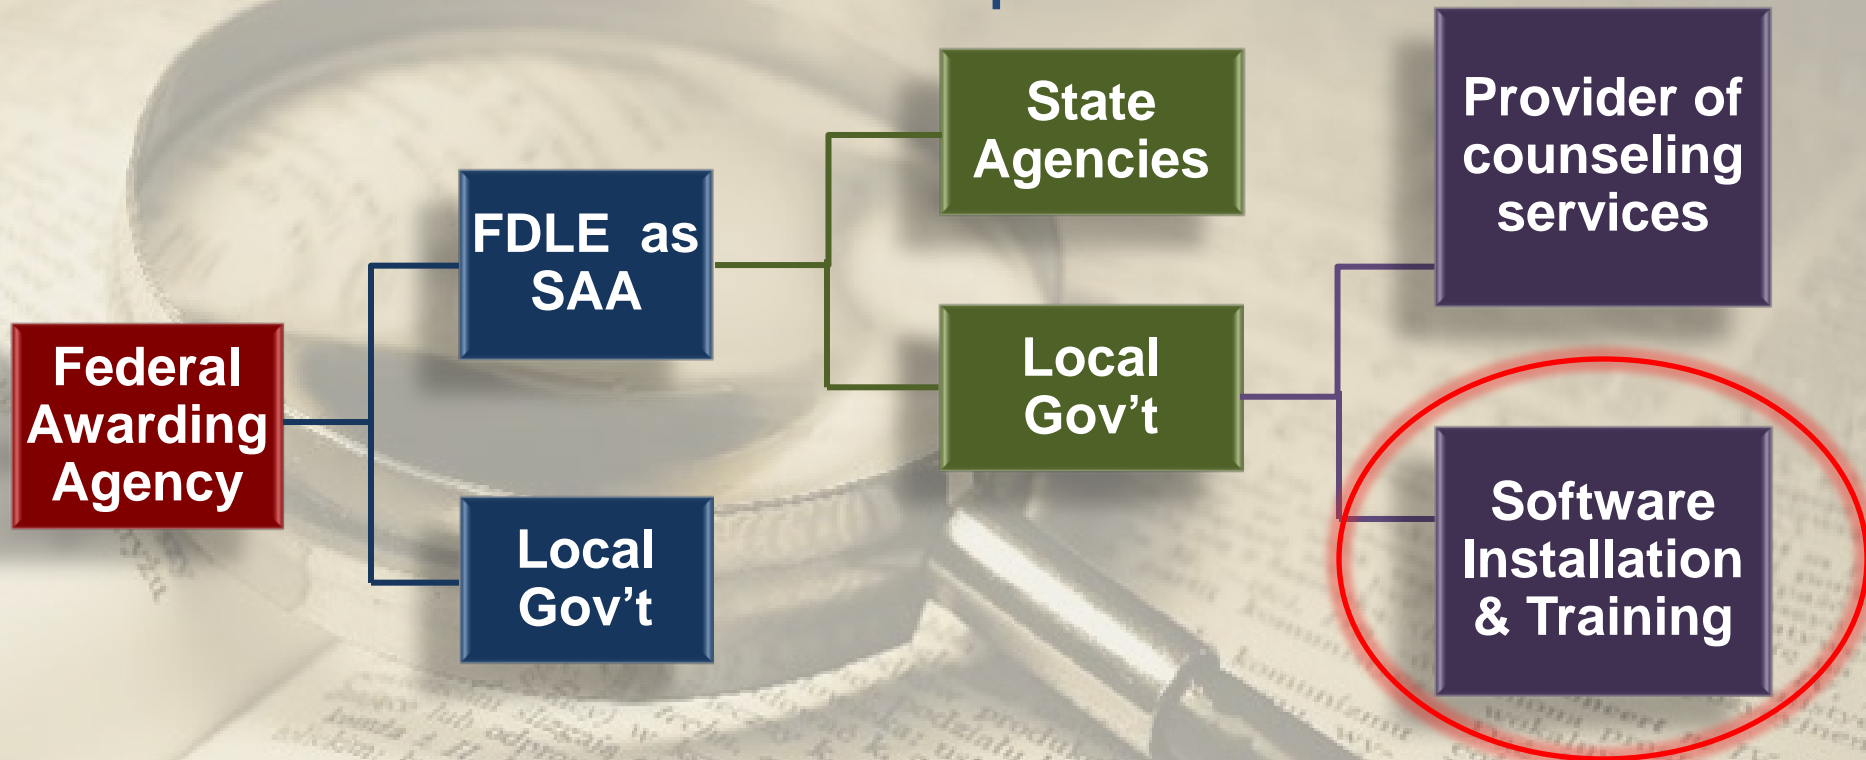 Federal
Awarding
Agency
FDLE as
SAA
Local
Gov’t
State
Agencies
Local
Gov’t
Provider of
counseling
services
Software
Installation
& Training